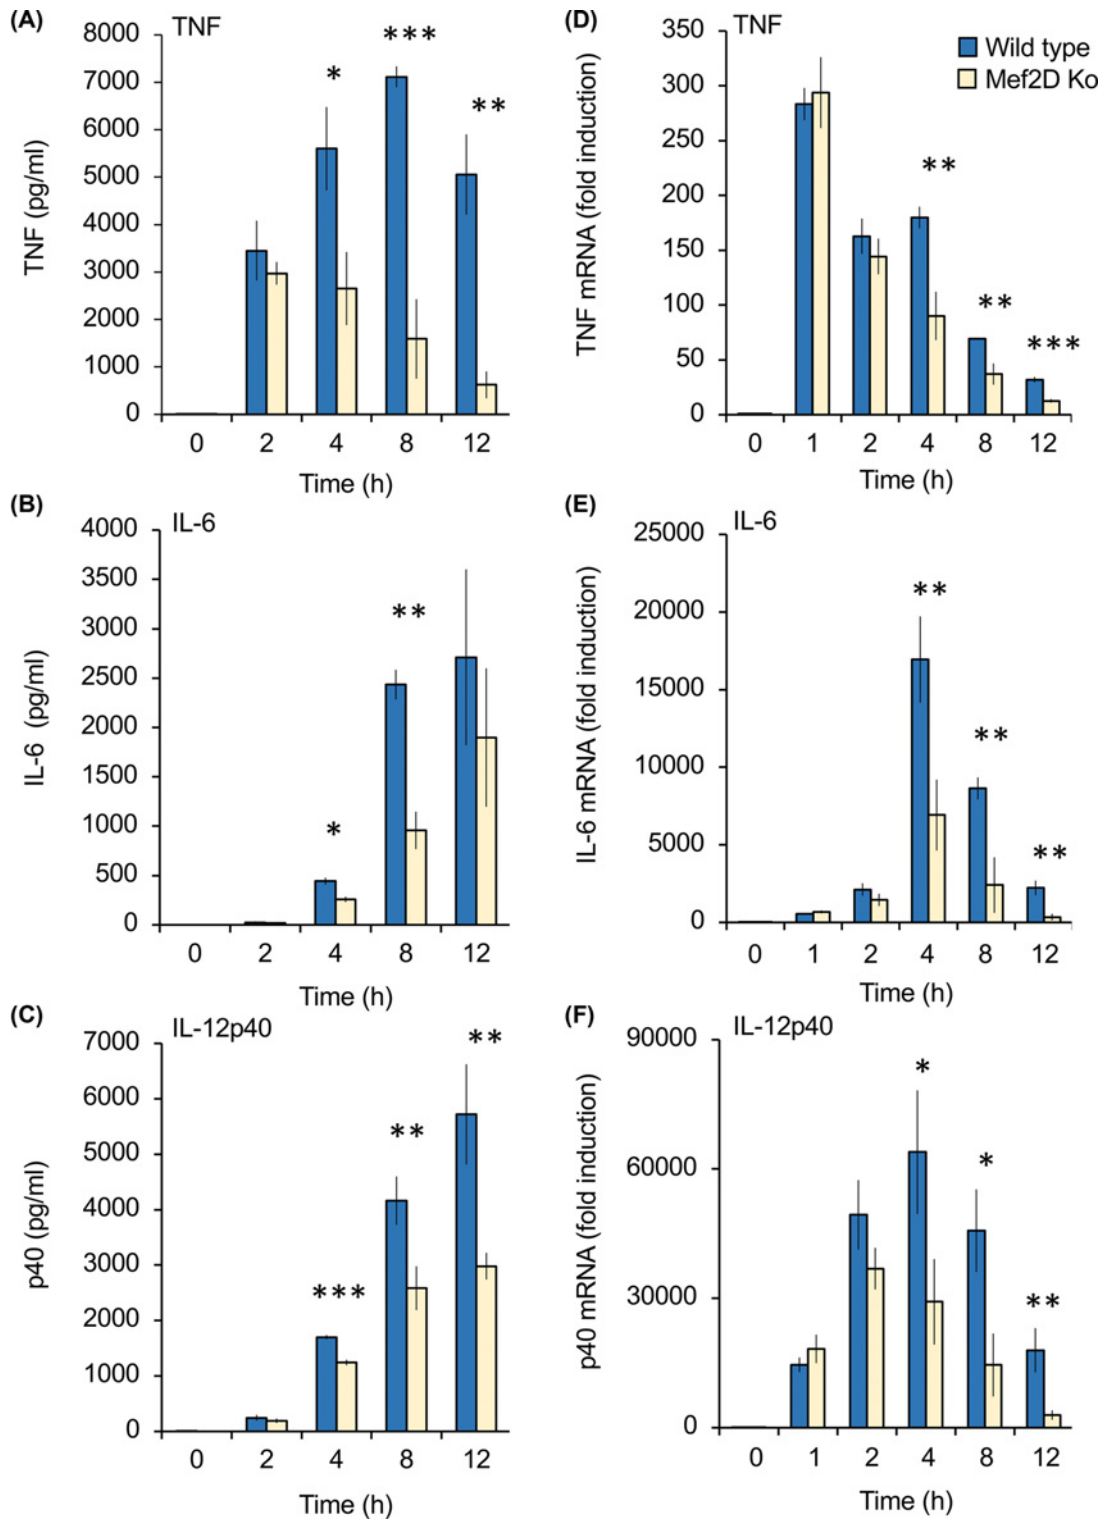 (A)
TNF
8000
7000
6000
5000
4000
3000
2000
1000
0
TNF (pg/ml)
*
***
**
0 2 4 8 12
Time (h)
(D)
TNF
Wild type
Mef2D Ko
350
300
250
200
150
100
50
0
TNF mRNA (fold induction)
**
**
***
0 1 2 4 8 12
Time (h)
(B)
IL-6
4000
3500
3000
2500
2000
1500
1000
500
0
IL-6 (pg/ml)
*
**
0 2 4 8 12
Time (h)
(E)
IL-6
25000
20000
15000
10000
5000
0
IL-6 mRNA (fold induction)
**
**
**
0 1 2 4 8 12
Time (h)
(C)
IL-12p40
7000
6000
5000
4000
3000
2000
1000
0
p40 (pg/ml)
***
**
**
0 2 4 8 12
Time (h)
(F)
IL-12p40
90000
60000
30000
0
p40 mRNA (fold induction)
*
*
**
0 1 2 4 8 12
Time (h)